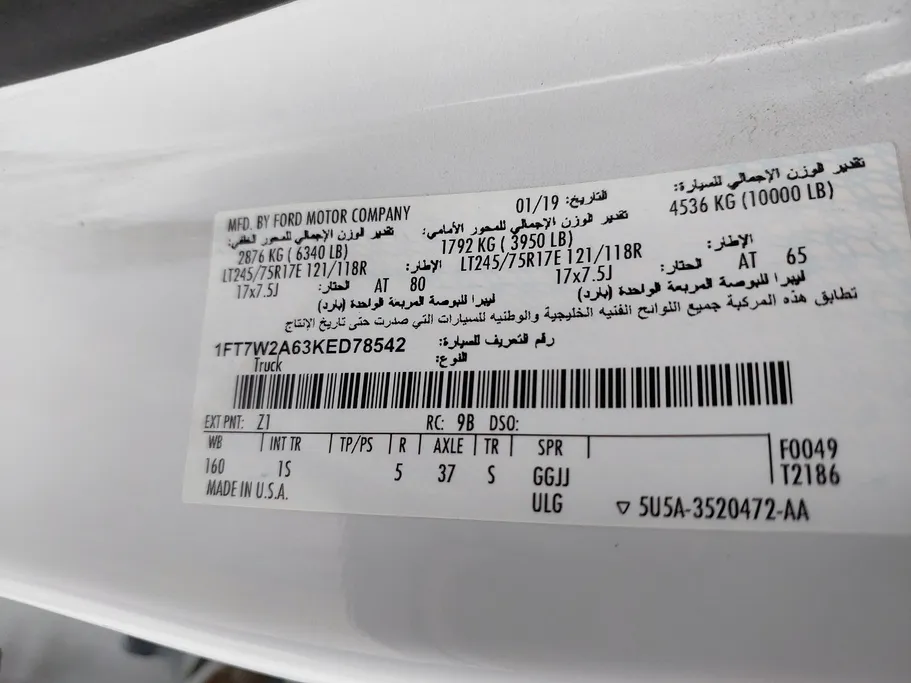 MFD. BY FORD MOTOR COMPANY
التاريخ: 01/19
تقدير الوزن الإجمالي للسيارة:
4536 KG (10000 LB)
تقدير الوزن الإجمالي للمحور الأمامي:
1792 KG ( 3950 LB)
تقدير الوزن الإجمالي للمحور الخلفي:
2876 KG ( 6340 LB)
الإطار: LT245/75R17E 121/118R
الحتار: 17x7.5J
AT 65
ليبرا للبوصة المربعة الواحدة (بارد)
الإطار: LT245/75R17E 121/118R
الحتار: 17x7.5J
AT 80
ليبرا للبوصة المربعة الواحدة (بارد)
تطابق هذه المركبة جميع اللوائح الفنيه الخليجية والوطنيه للسيارات التي صدرت حتى تاريخ الإنتاج
رقم التعريف للسيارة: 1FT7W2A63KED78542
النوع: Truck
EXT PNT: Z1 RC: 9B DSO:
WB INT TR TP/PS R AXLE TR SPR
160 1S 5 37 S GGJJ
F0049
T2186
MADE IN U.S.A.
ULG
▽ 5U5A-3520472-AA